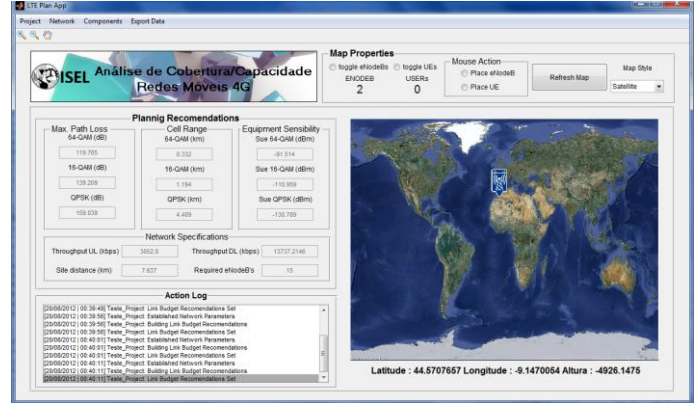 LTE Plan App
Project Network Components Export Data
ISEL
Análise de Cobertura/Capacidade
Redes Móveis 4G
Map Properties
toggle eNodeBs toggle UEs
ENODEB USERs
2 0
Mouse Action
Place eNodeB
Place UE
Refresh Map
Map Style
Satellite
Plannig Recomendations
Max. Path Loss
64-QAM (dB)
119.765
16-QAM (dB)
139.209
QPSK (dB)
159.039
Cell Range
64-QAM (km)
0.332
16-QAM (km)
1.194
QPSK (km)
4.409
Equipment Sensibility
Sue 64-QAM (dBm)
-91.514
Sue 16-QAM (dBm)
-110.959
Sue QPSK (dBm)
-130.789
Network Specifications
Throughput UL (kbps) Throughput DL (kbps) 13737.2146
Site distance (km) 7.637 Required eNodeB's 15
Action Log
[20/08/2012 | 00:39:49] Teste_Project: Link Budget Recomendations Set
[20/08/2012 | 00:39:56] Teste_Project: Established Network Parameters
[20/08/2012 | 00:39:56] Teste_Project: Building Link Budget Recomendations
[20/08/2012 | 00:39:56] Teste_Project: Link Budget Recomendations Set
[20/08/2012 | 00:40:01] Teste_Project: Established Network Parameters
[20/08/2012 | 00:40:01] Teste_Project: Building Link Budget Recomendations
[20/08/2012 | 00:40:01] Teste_Project: Link Budget Recomendations Set
[20/08/2012 | 00:40:11] Teste_Project: Established Network Parameters
[20/08/2012 | 00:40:11] Teste_Project: Building Link Budget Recomendations
[20/08/2012 | 00:40:11] Teste_Project: Link Budget Recomendations Set
Latitude : 44.5707657 Longitude : -9.1470054 Altura : -4926.1475